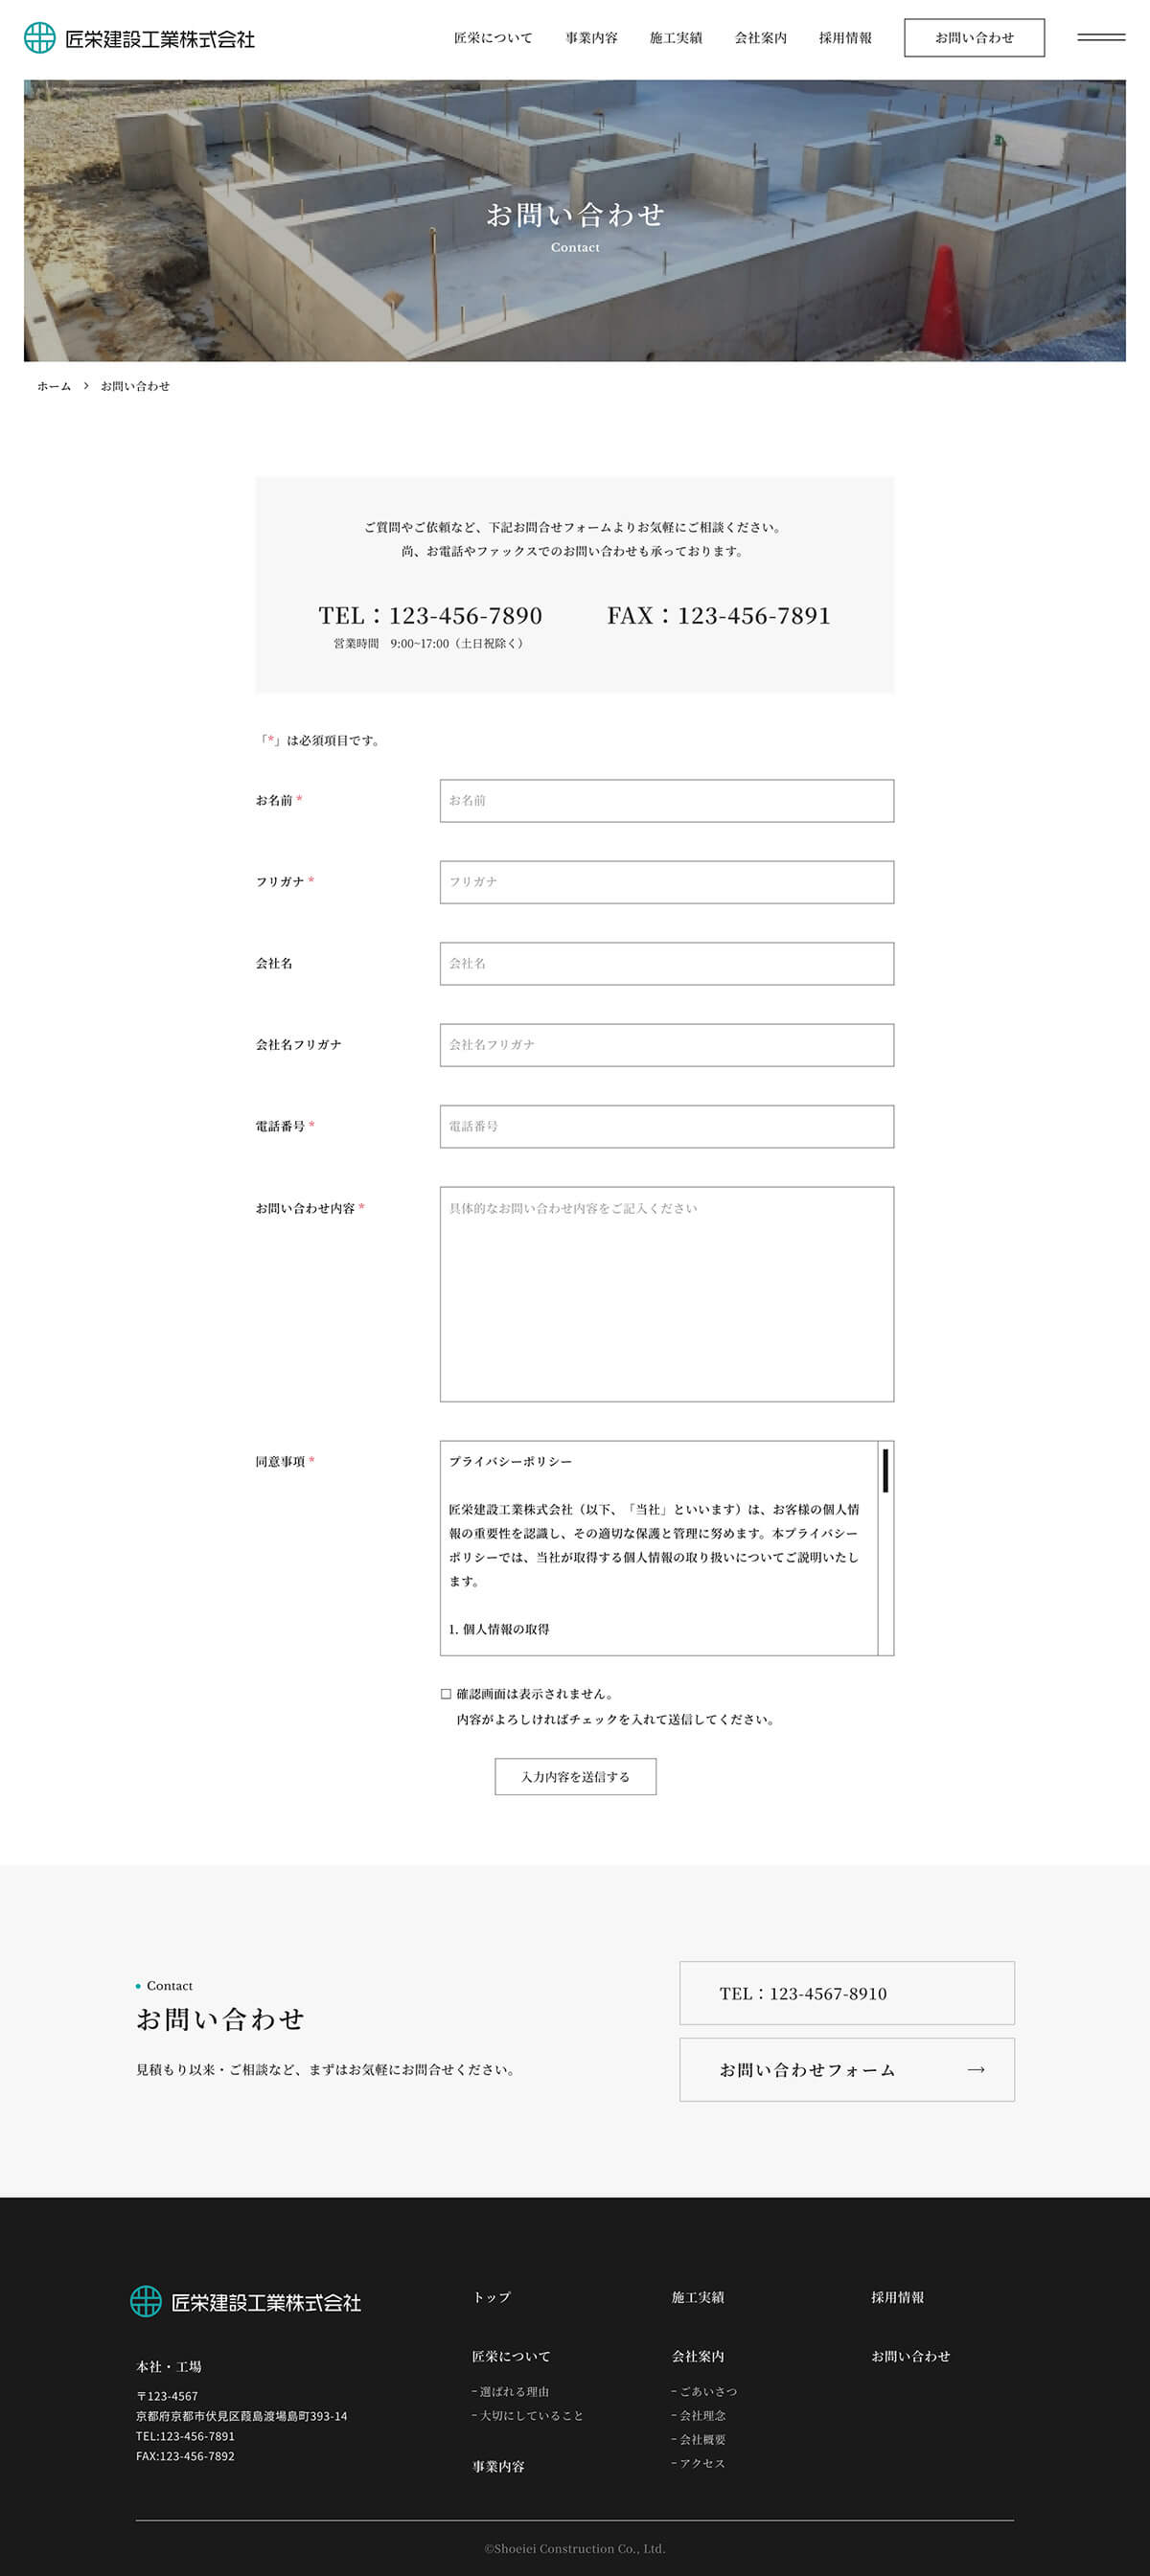 匠栄建設工業株式会社
匠栄について 事業内容 施工実績 会社案内 採用情報 お問い合わせ
お問い合わせ
Contact
ホーム > お問い合わせ
ご質問やご依頼など、下記お問合せフォームよりお気軽にご相談ください。
尚、お電話やファックスでのお問い合わせも承っております。
TEL：123-456-7890 FAX：123-456-7891
営業時間　9:00~17:00（土日祝除く）
「*」は必須項目です。
お名前 *
お名前
フリガナ *
フリガナ
会社名
会社名
会社名フリガナ
会社名フリガナ
電話番号 *
電話番号
お問い合わせ内容 *
具体的なお問い合わせ内容をご記入ください
同意事項 *
プライバシーポリシー
匠栄建設工業株式会社（以下、「当社」といいます）は、お客様の個人情
報の重要性を認識し、その適切な保護と管理に努めます。本プライバシー
ポリシーでは、当社が取得する個人情報の取り扱いについてご説明いたし
ます。
1. 個人情報の取得
確認画面は表示されません。
内容がよろしければチェックを入れて送信してください。
入力内容を送信する
Contact
お問い合わせ
見積もり以来・ご相談など、まずはお気軽にお問合せください。
TEL：123-4567-8910
お問い合わせフォーム →
匠栄建設工業株式会社
本社・工場
〒123-4567
京都府京都市伏見区葭島渡場島町393-14
TEL:123-456-7891
FAX:123-456-7892
トップ
匠栄について
- 選ばれる理由
- 大切にしていること
事業内容
施工実績
会社案内
- ごあいさつ
- 会社理念
- 会社概要
- アクセス
採用情報
お問い合わせ
©Shoeiei Construction Co., Ltd.